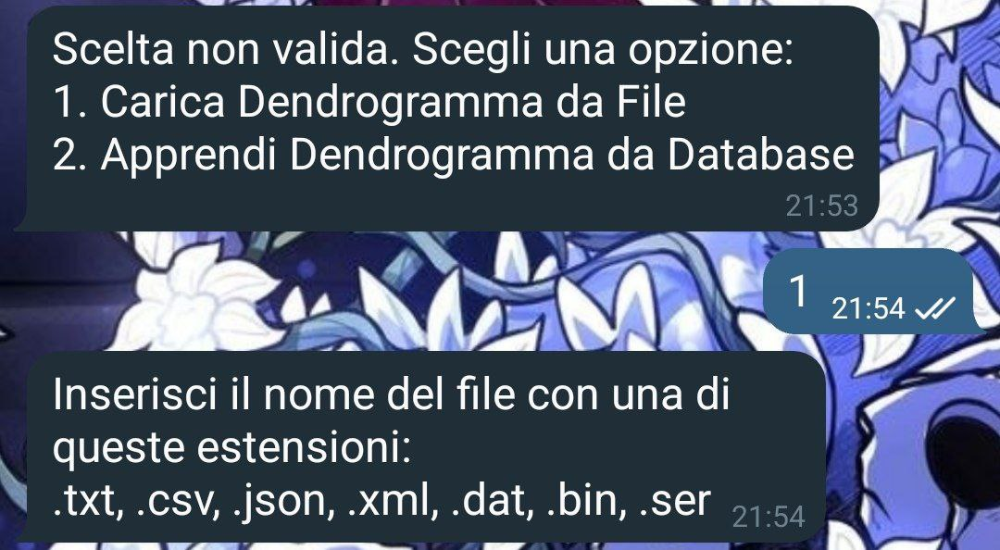 Scelta non valida. Scegli una opzione:
1. Carica Dendrogramma da File
2. Apprendi Dendrogramma da Database
21:53
1 21:54
Inserisci il nome del file con una di
queste estensioni:
.txt, .csv, .json, .xml, .dat, .bin, .ser 21:54